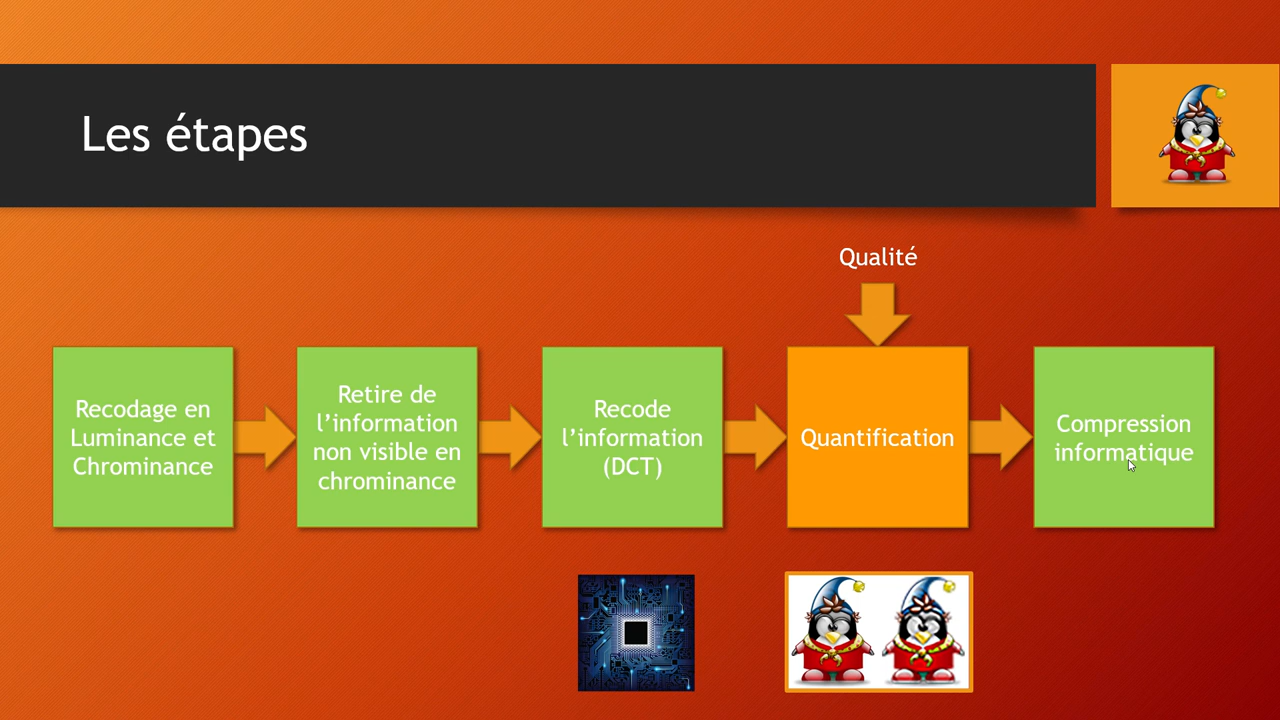 Les étapes
Qualité
Recodage en
Luminance et
Chrominance
Retire de
l’information
non visible en
chrominance
Recode
l’information
(DCT)
Quantification
Compression
informatique